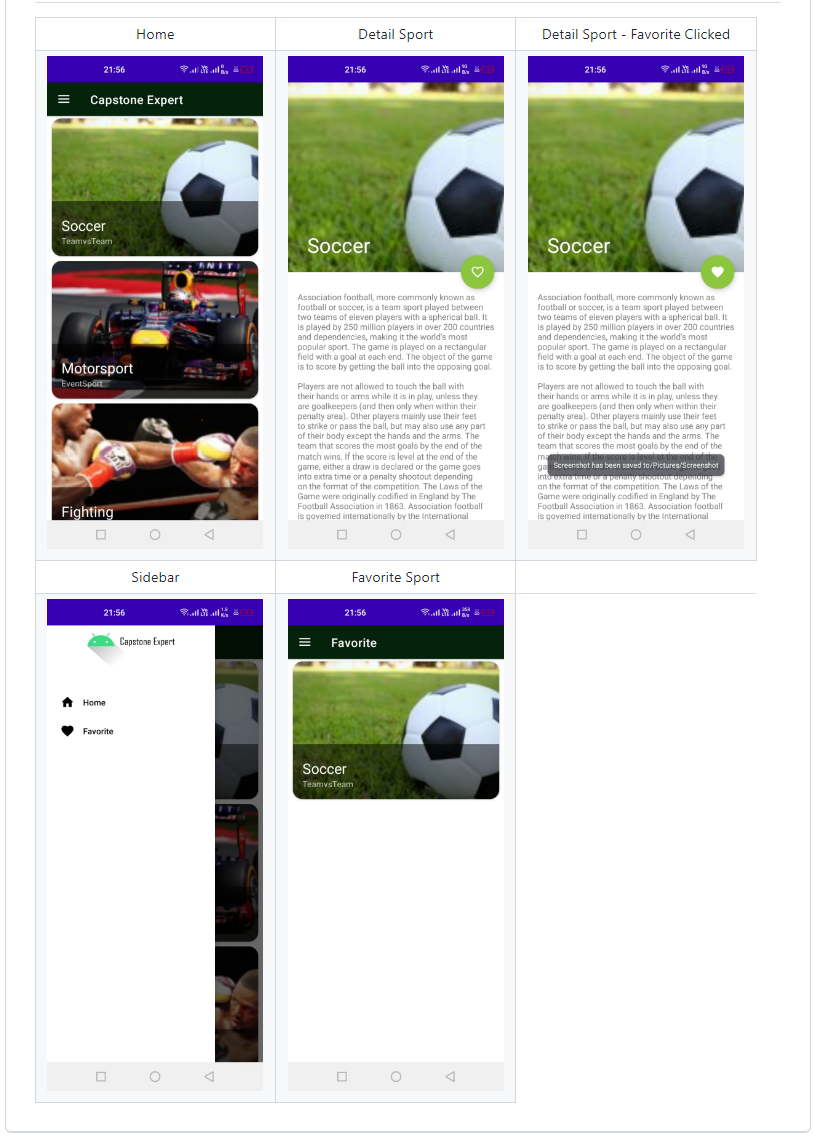 Home
Detail Sport
Detail Sport - Favorite Clicked
21:56
Capstone Expert
Soccer
TeamvsTeam
Motorsport
EventSport
Fighting
21:56
Soccer
Association football, more commonly known as
football or soccer, is a team sport played between
two teams of eleven players with a spherical ball. It
is played by 250 million players in over 200 countries
and dependencies, making it the world's most
popular sport. The game is played on a rectangular
field with a goal at each end. The object of the game
is to score by getting the ball into the opposing goal.
Players are not allowed to touch the ball with
their hands or arms while it is in play, unless they
are goalkeepers (and then only when within their
penalty area). Other players mainly use their feet
to strike or pass the ball, but may also use any part
of their body except the hands and the arms. The
team that scores the most goals by the end of the
match wins. If the score is level at the end of the
game, either a draw is declared or the game goes
into extra time or a penalty shootout depending
on the format of the competition. The Laws of the
Game were originally codified in England by The
Football Association in 1863. Association football
is governed internationally by the International
21:56
Soccer
Association football, more commonly known as
football or soccer, is a team sport played between
two teams of eleven players with a spherical ball. It
is played by 250 million players in over 200 countries
and dependencies, making it the world's most
popular sport. The game is played on a rectangular
field with a goal at each end. The object of the game
is to score by getting the ball into the opposing goal.
Players are not allowed to touch the ball with
their hands or arms while it is in play, unless they
are goalkeepers (and then only when within their
penalty area). Other players mainly use their feet
to strike or pass the ball, but may also use any part
of their body except the hands and the arms. The
team that scores the most goals by the end of the
match wins. If the score is level at the end of the
Screenshot has been saved to/Pictures/Screenshot
into extra time or a penalty shootout depending
on the format of the competition. The Laws of the
Game were originally codified in England by The
Football Association in 1863. Association football
is governed internationally by the International
Sidebar
Favorite Sport
21:56
Capstone Expert
Home
Favorite
21:56
Favorite
Soccer
TeamvsTeam